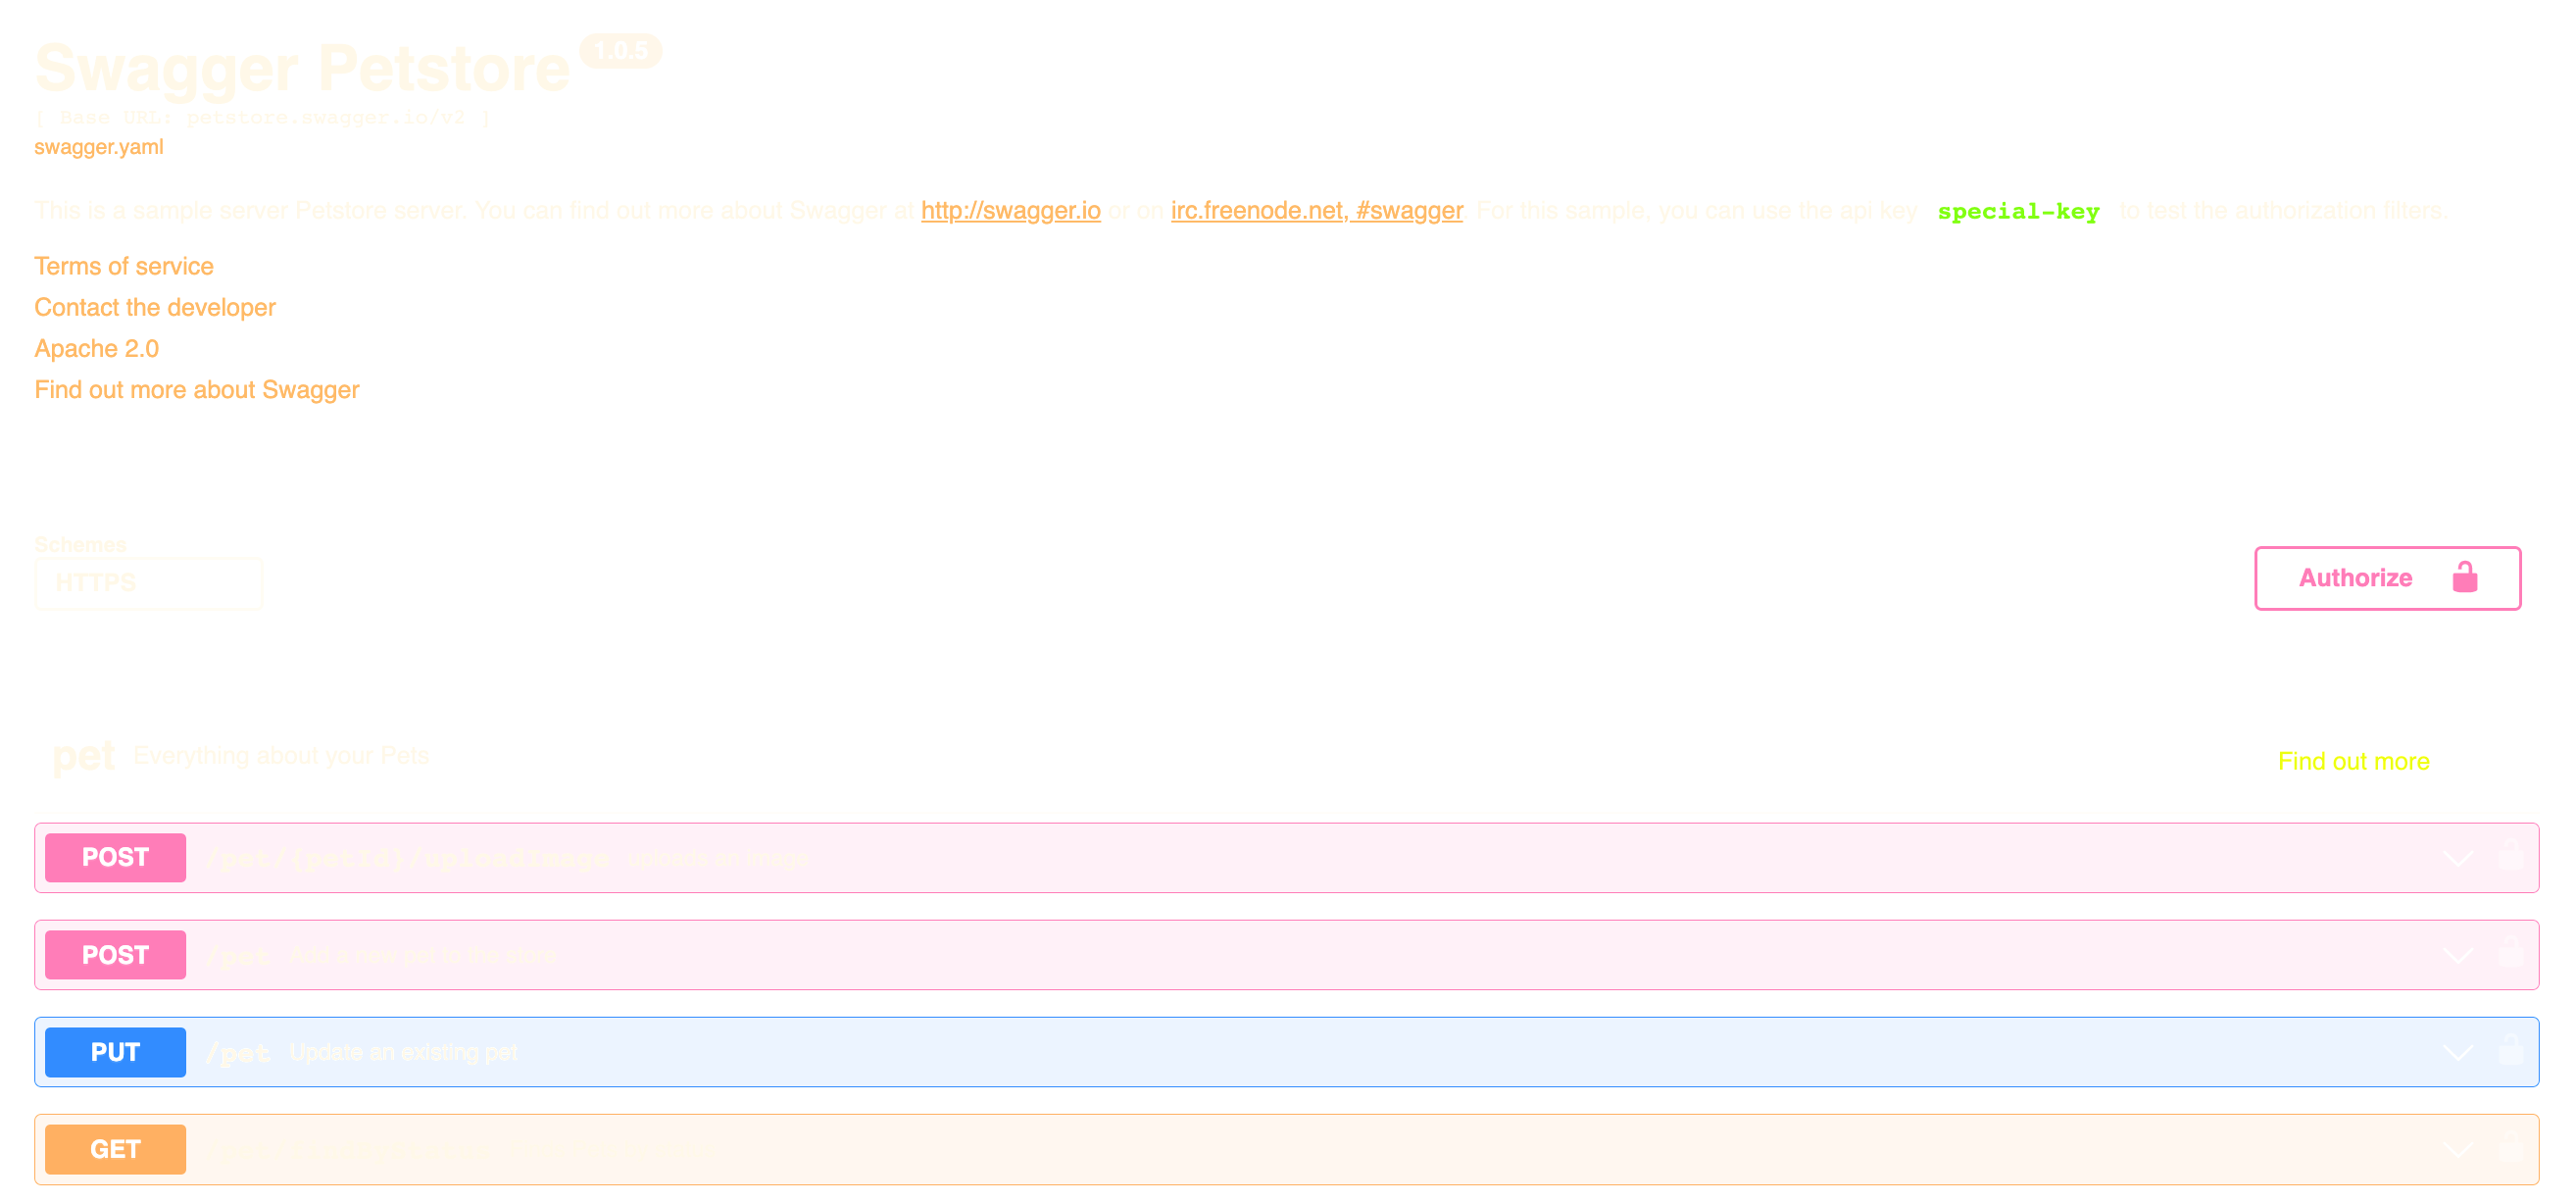 Swagger Petstore 1.0.5
[ Base URL: petstore.swagger.io/v2 ]
swagger.yaml
This is a sample server Petstore server. You can find out more about Swagger at http://swagger.io or on irc.freenode.net, #swagger. For this sample, you can use the api key special-key to test the authorization filters.
Terms of service
Contact the developer
Apache 2.0
Find out more about Swagger
Schemes
HTTPS
Authorize
pet Everything about your Pets
Find out more
POST /pet/{petId}/uploadImage uploads an image
POST /pet Add a new pet to the store
PUT /pet Update an existing pet
GET